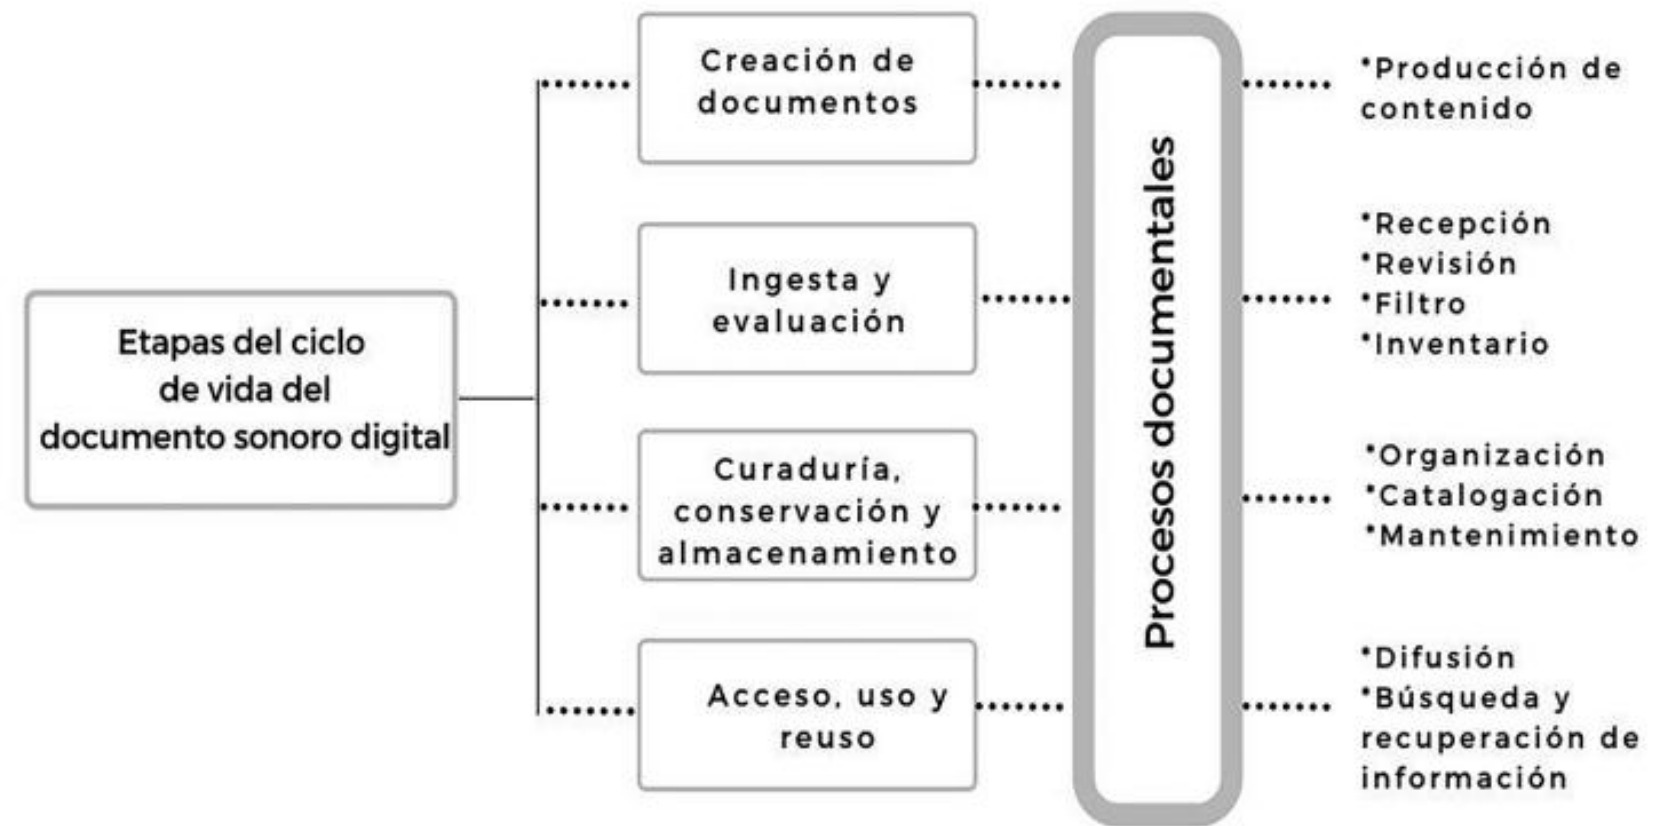 Etapas del ciclo
de vida del
documento sonoro digital
Creación de
documentos
Ingesta y
evaluación
Curaduría,
conservación y
almacenamiento
Acceso, uso y
reuso
Procesos documentales
*Producción de
contenido
*Recepción
*Revisión
*Filtro
*Inventario
*Organización
*Catalogación
*Mantenimiento
*Difusión
*Búsqueda y
recuperación de
información